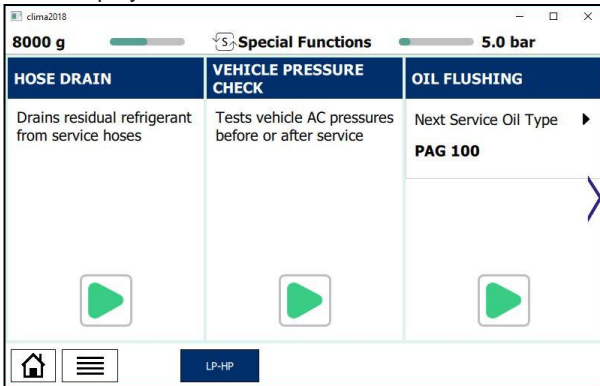 clima2018
8000 g
S
Special Functions
5.0 bar
HOSE DRAIN
Drains residual refrigerant
from service hoses
VEHICLE PRESSURE
CHECK
Tests vehicle AC pressures
before or after service
OIL FLUSHING
Next Service Oil Type
PAG 100
LP-HP